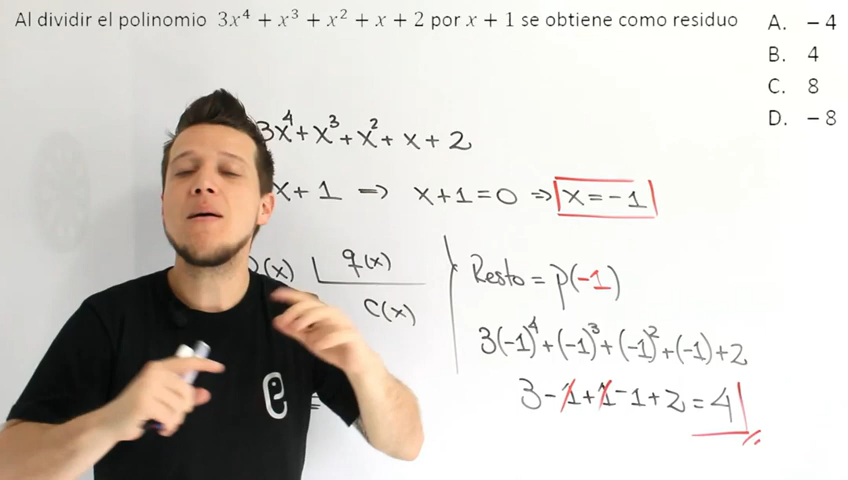 Al dividir el polinomio 3x⁴ + x³ + x² + x + 2 por x + 1 se obtiene como residuo
A. – 4
B. 4
C. 8
D. – 8
3x⁴+x³+x²+x+2
x+1 ⇒ x+1=0 ⇒ x=-1
(x) q(x)
C(x)
Resto = p(-1)
3(-1)⁴+(-1)³+(-1)²+(-1)+2
3-1+1-1+2=4
e